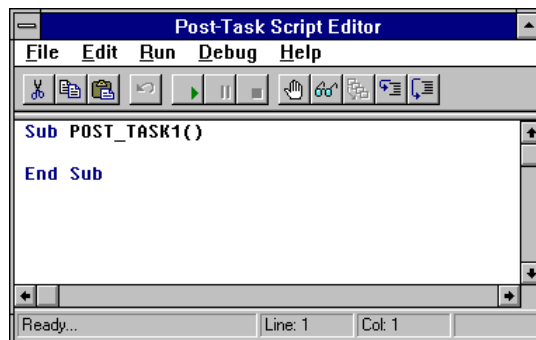 Post-Task Script Editor
File Edit Run Debug Help
Sub POST_TASK1()
End Sub
Ready... Line: 1 Col: 1